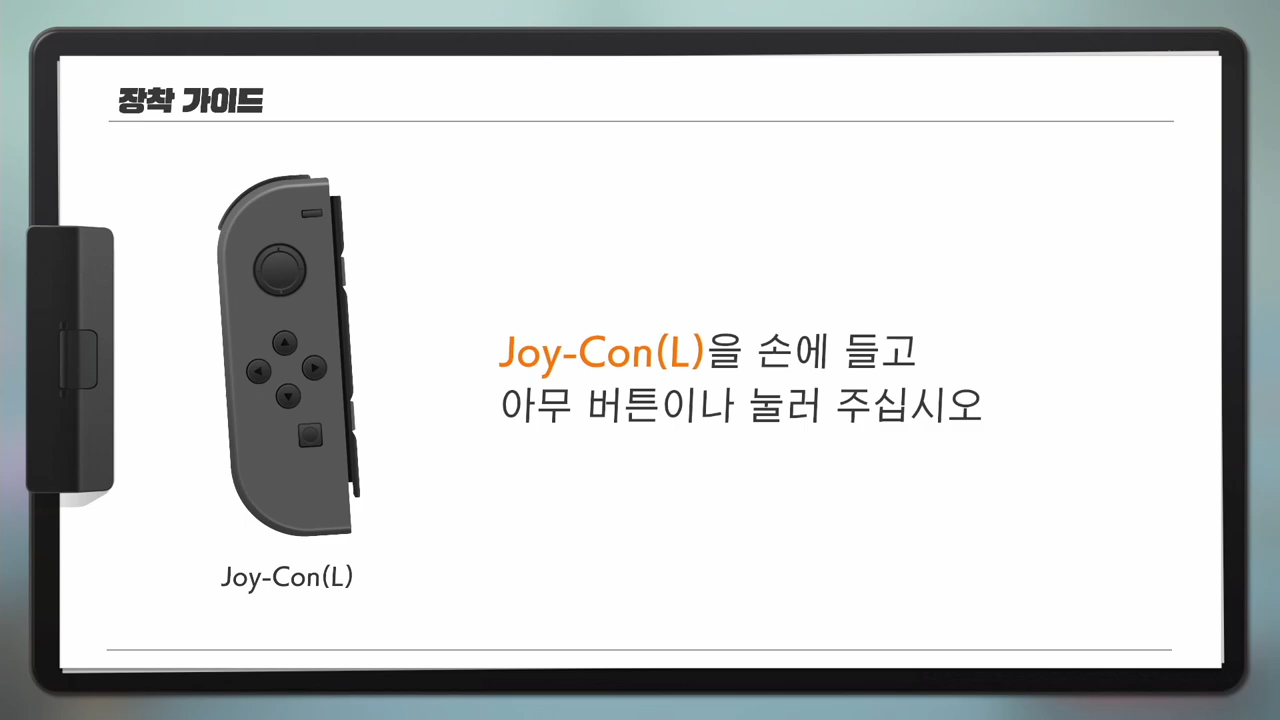 장착 가이드
Joy-Con(L)을 손에 들고
아무 버튼이나 눌러 주십시오
Joy-Con(L)